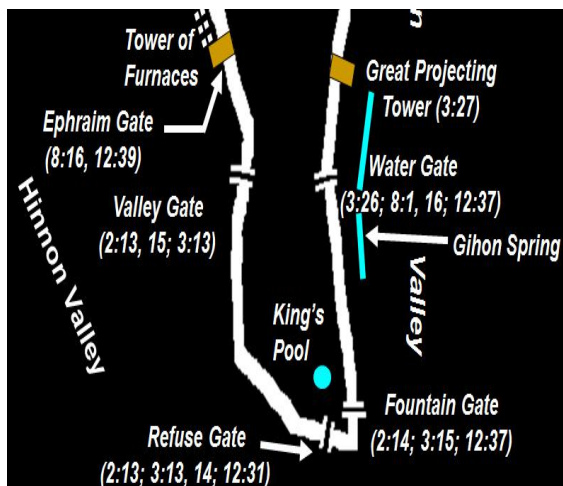 n
Tower of
Furnaces
Great Projecting
Tower (3:27)
Ephraim Gate
(8:16, 12:39)
Water Gate
(3:26; 8:1, 16; 12:37)
Valley Gate
(2:13, 15; 3:13)
Gihon Spring
Hinnon Valley
Valley
King's
Pool
Fountain Gate
(2:14; 3:15; 12:37)
Refuse Gate
(2:13; 3:13, 14; 12:31)